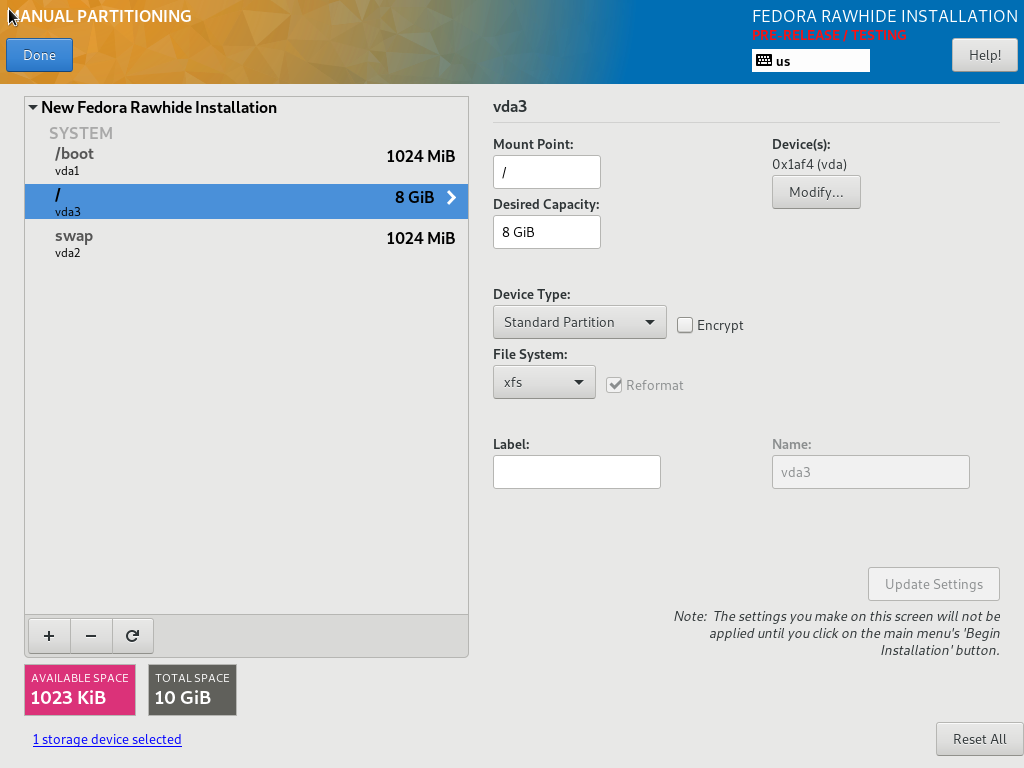 MANUAL PARTITIONING
Done
FEDORA RAWHIDE INSTALLATION
PRE-RELEASE / TESTING
us
Help!
New Fedora Rawhide Installation
SYSTEM
/boot
1024 MiB
vda1
/
8 GiB
vda3
swap
1024 MiB
vda2
+
−
AVAILABLE SPACE
1023 KiB
TOTAL SPACE
10 GiB
1 storage device selected
vda3
Mount Point:
/
Desired Capacity:
8 GiB
Device(s):
0x1af4 (vda)
Modify...
Device Type:
Standard Partition
Encrypt
File System:
xfs
Reformat
Label:
Name:
vda3
Update Settings
Note:  The settings you make on this screen will not be
applied until you click on the main menu's 'Begin
Installation' button.
Reset All